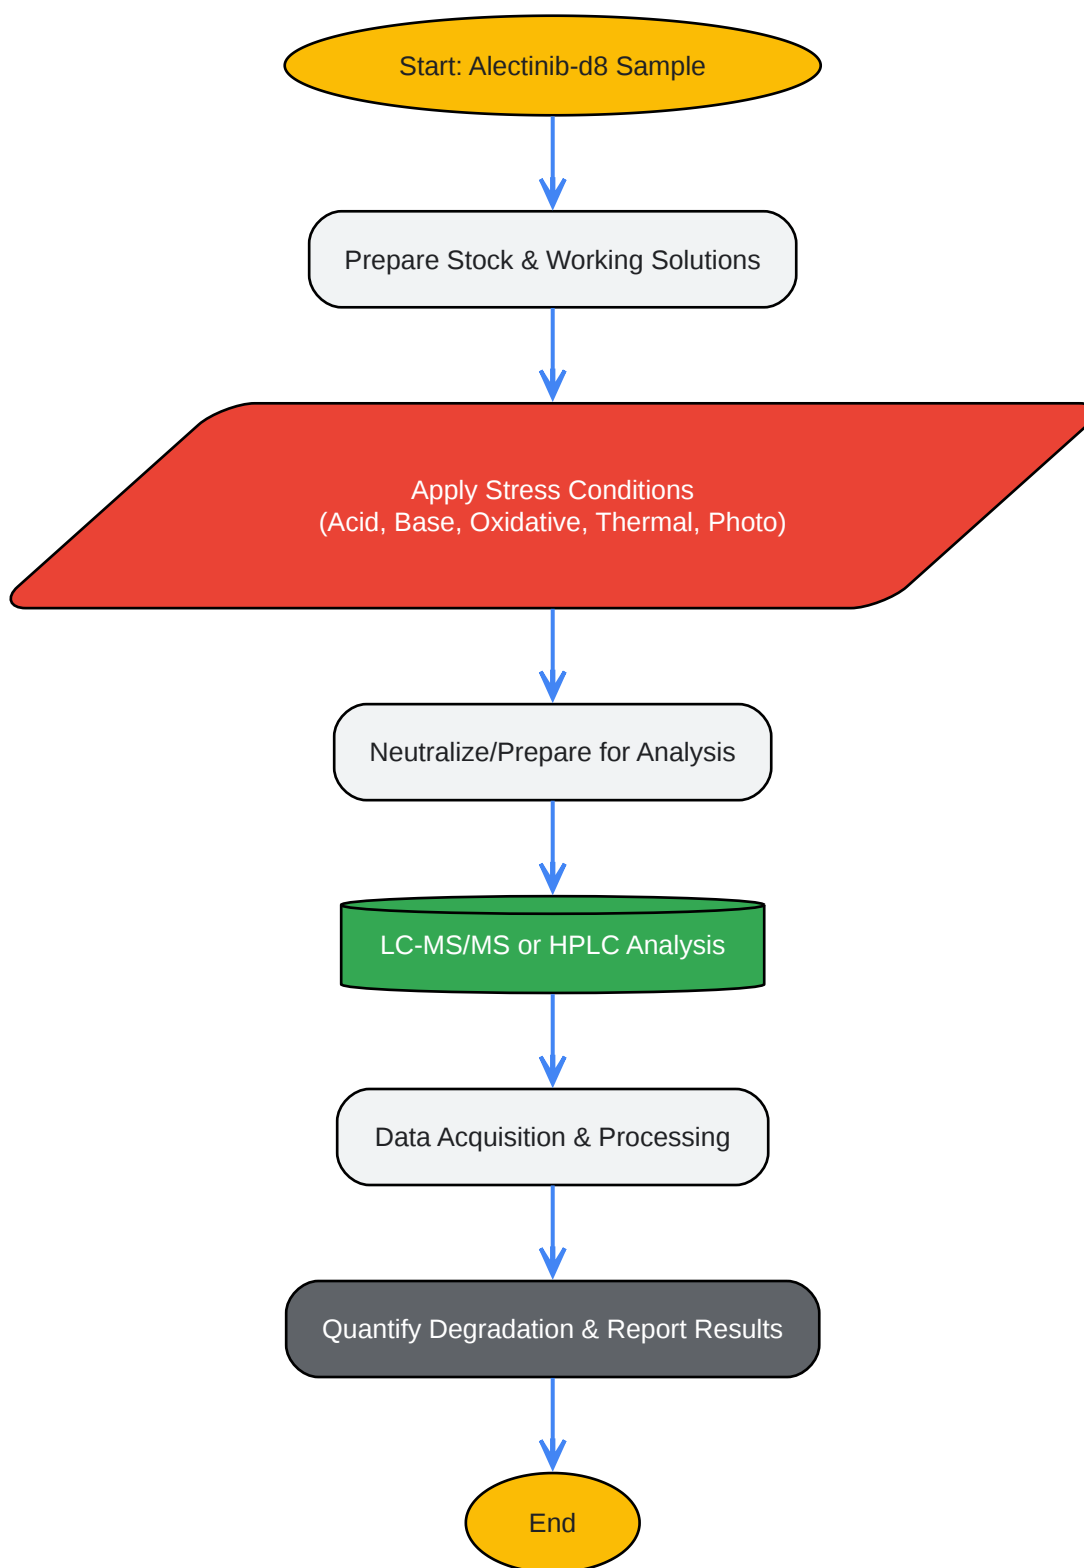 Start: Alectinib-d8 Sample
Prepare Stock & Working Solutions
Apply Stress Conditions
(Acid, Base, Oxidative, Thermal, Photo)
Neutralize/Prepare for Analysis
LC-MS/MS or HPLC Analysis
Data Acquisition & Processing
Quantify Degradation & Report Results
End